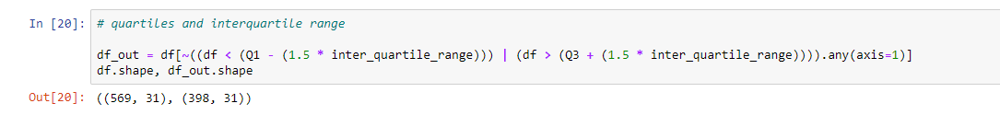 In [20]: # quartiles and interquartile range
df_out = df[~((df < (Q1 - (1.5 * inter_quartile_range))) | (df > (Q3 + (1.5 * inter_quartile_range)))).any(axis=1)]
df.shape, df_out.shape
Out[20]: ((569, 31), (398, 31))